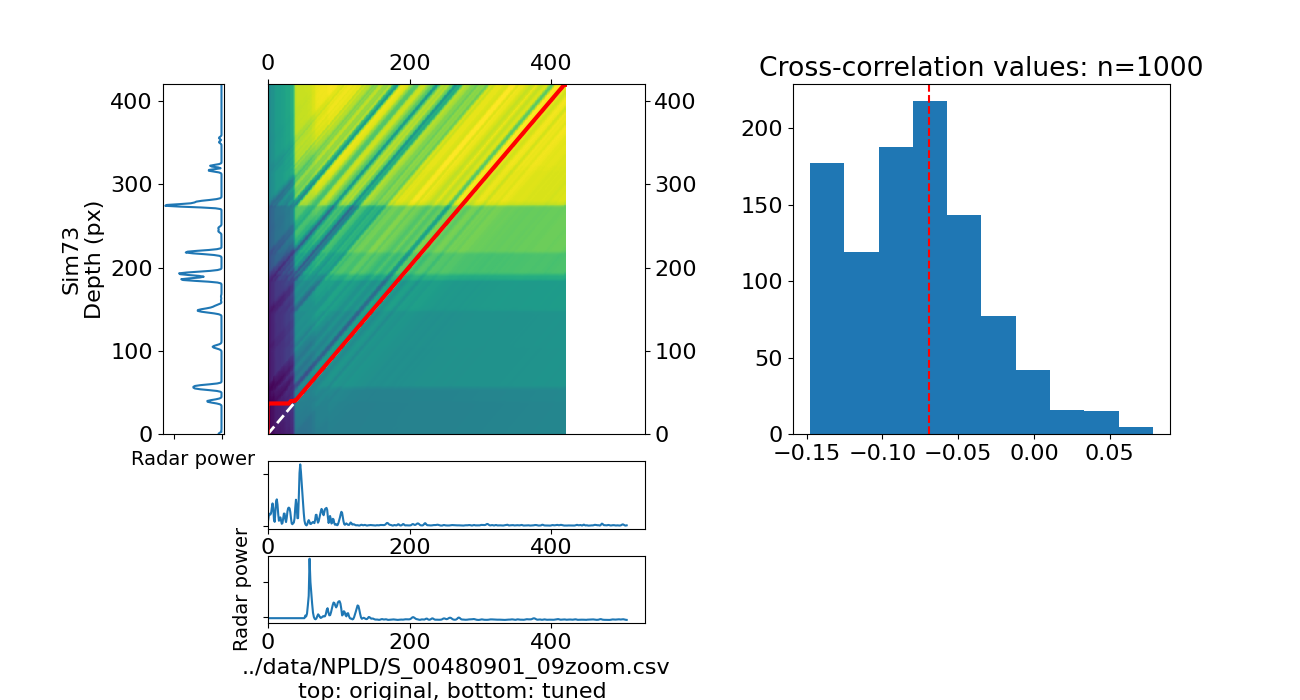 0 200 400
Cross-correlation values: n=1000
400
300
200
100
0
Sim73
Depth (px)
Radar power
400
300
200
100
0
200
150
100
50
0
−0.15 −0.10 −0.05 0.00 0.05
0 200 400
Radar power
0 200 400
../data/NPLD/S_00480901_09zoom.csv
top: original, bottom: tuned